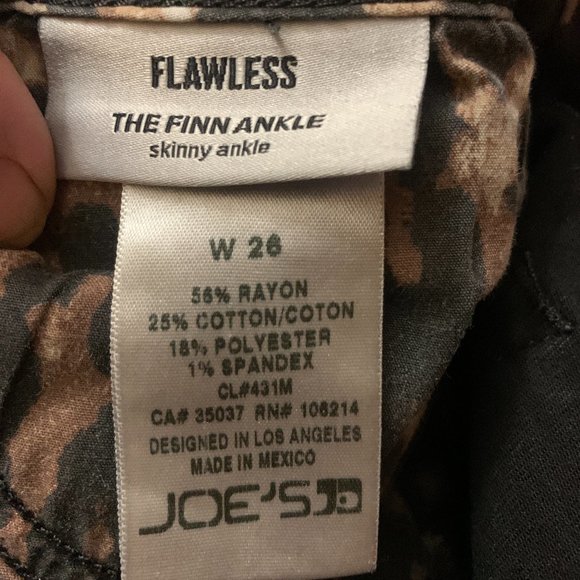 FLAWLESS
THE FINN ANKLE
skinny ankle
W 26
56% RAYON
25% COTTON/COTON
18% POLYESTER
1% SPANDEX
CL#431M
CA# 35037 RN# 106214
DESIGNED IN LOS ANGELES
MADE IN MEXICO
JOE'S